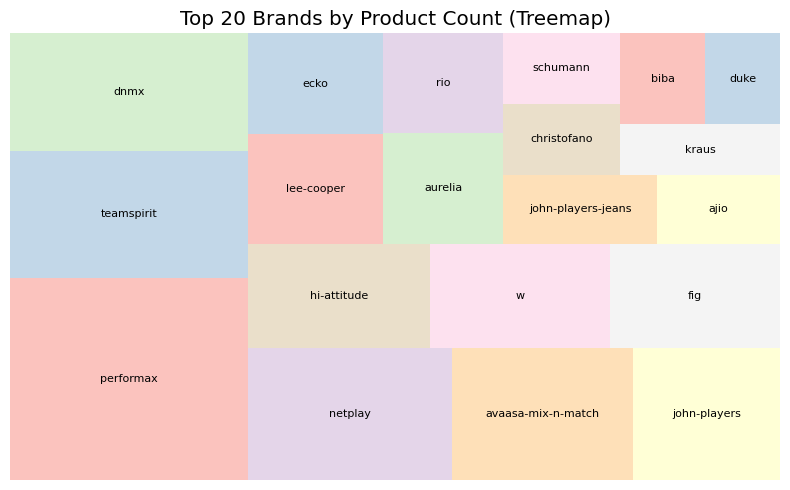 Top 20 Brands by Product Count (Treemap)
dnmx
ecko
rio
schumann
biba
duke
christofano
kraus
teamspirit
lee-cooper
aurelia
john-players-jeans
ajio
hi-attitude
w
fig
performax
netplay
avaasa-mix-n-match
john-players